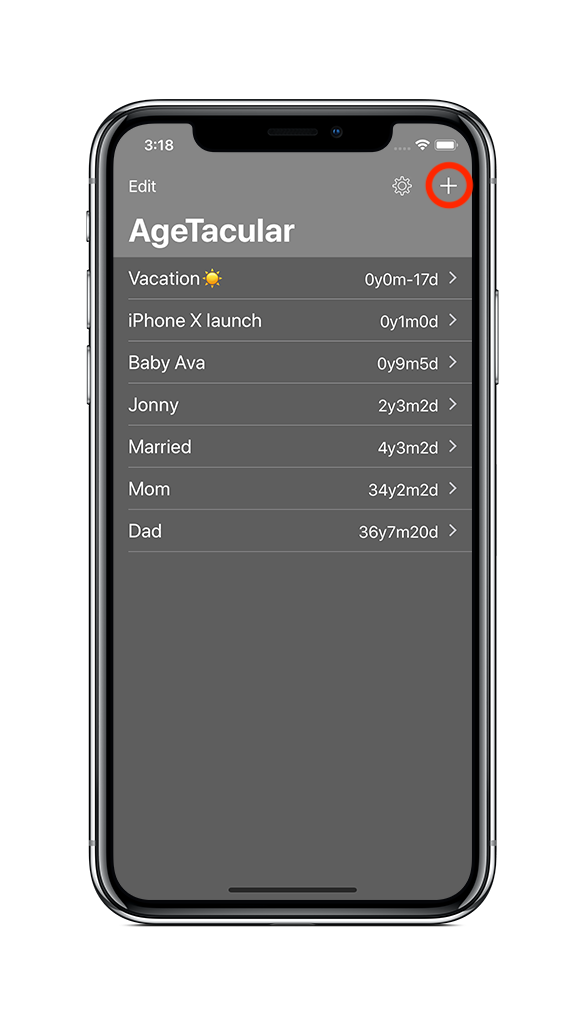 3:18
Edit
AgeTacular
Vacation☀️ 0y0m-17d
iPhone X launch 0y1m0d
Baby Ava 0y9m5d
Jonny 2y3m2d
Married 4y3m2d
Mom 34y2m2d
Dad 36y7m20d